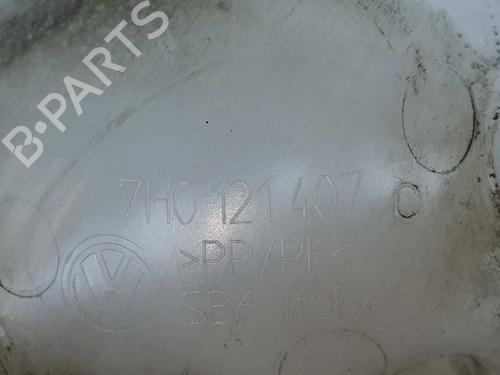 B-PARTS
7H0 121 407 C
>PP/PE<
SB6 Italy